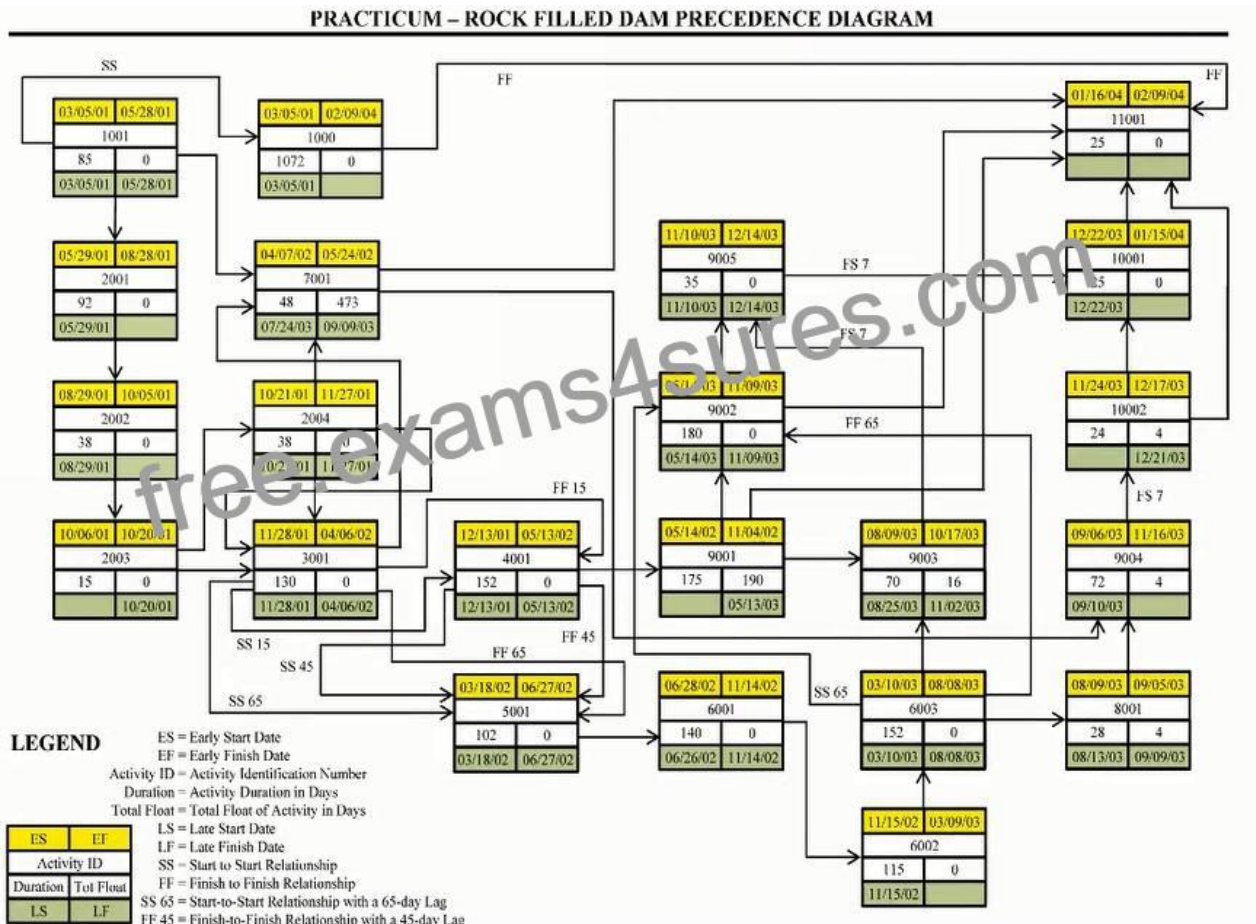 PRACTICUM – ROCK FILLED DAM PRECEDENCE DIAGRAM
SS
FF
FF
03/05/01 05/28/01
1001
85 0
03/05/01 05/28/01
03/05/01 02/09/04
1000
1072 0
03/05/01
01/16/04 02/09/04
11001
25 0
05/29/01 08/28/01
2001
92 0
05/29/01
04/07/02 05/24/02
7001
48 473
07/24/03 09/09/03
11/10/03 12/14/03
9005
35 0
11/10/03 12/14/03
FS 7
12/22/03 01/15/04
10001
0
12/22/03
FS 7
08/29/01 10/05/01
2002
38 0
08/29/01
10/21/01 11/27/01
2004
38
11/09/03
9002
180 0
05/14/03 11/09/03
FF 65
11/24/03 12/17/03
10002
24 4
12/21/03
FS 7
free.exams4sures.com
FF 15
10/06/01 10/20/01
2003
15 0
10/20/01
11/28/01 04/06/02
3001
130 0
11/28/01 04/06/02
12/13/01 05/13/02
4001
152 0
12/13/01 05/13/02
05/14/02 11/04/02
9001
175 190
05/13/03
08/09/03 10/17/03
9003
70 16
08/25/03 11/02/03
09/06/03 11/16/03
9004
72 4
09/10/03
SS 15
FF 45
SS 45
FF 65
SS 65
SS 65
03/18/02 06/27/02
5001
102 0
03/18/02 06/27/02
06/28/02 11/14/02
6001
140 0
06/26/02 11/14/02
03/10/03 08/08/03
6003
152 0
03/10/03 08/08/03
08/09/03 09/05/03
8001
28 4
08/13/03 09/09/03
11/15/02 03/09/03
6002
115 0
11/15/02
LEGEND
ES = Early Start Date
EF = Early Finish Date
Activity ID = Activity Identification Number
Duration = Activity Duration in Days
Total Float = Total Float of Activity in Days
LS = Late Start Date
LF = Late Finish Date
SS = Start to Start Relationship
FF = Finish to Finish Relationship
SS 65 = Start-to-Start Relationship with a 65-day Lag
FF 45 = Finish-to-Finish Relationship with a 45-day Lag
ES EF
Activity ID
Duration Tot Float
LS LF